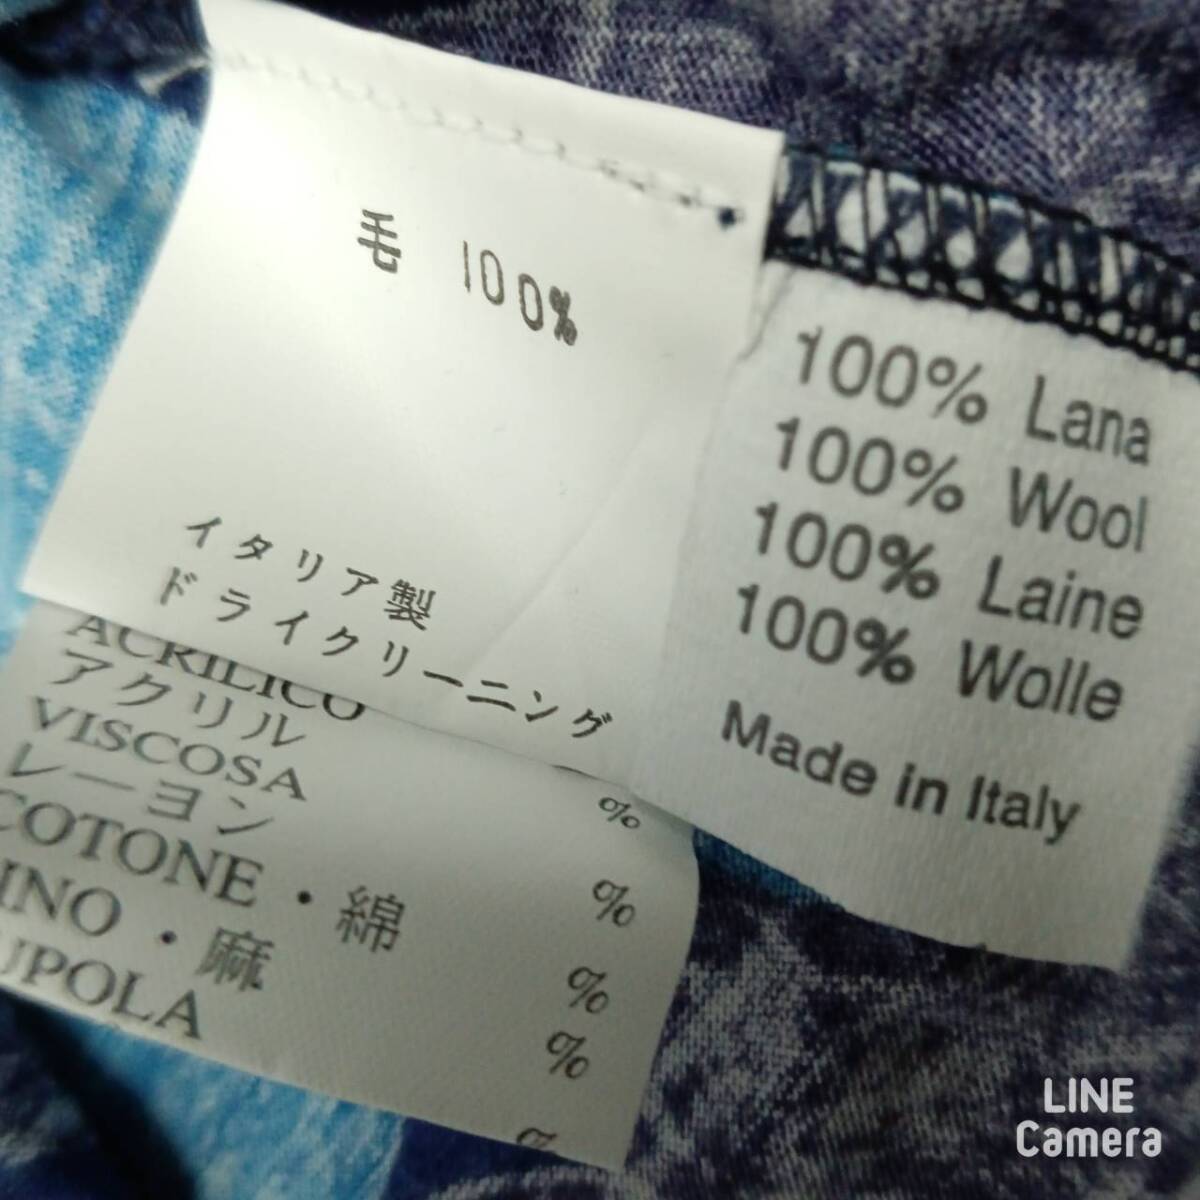 毛 100%
イタリア製
ドライクリーニング
100% Lana
100% Wool
100% Laine
100% Wolle
Made in Italy
ACRILICO
アクリル %
VISCOSA
レーヨン %
COTONE・綿 %
INO・麻 %
UPOLA
LINE
Camera